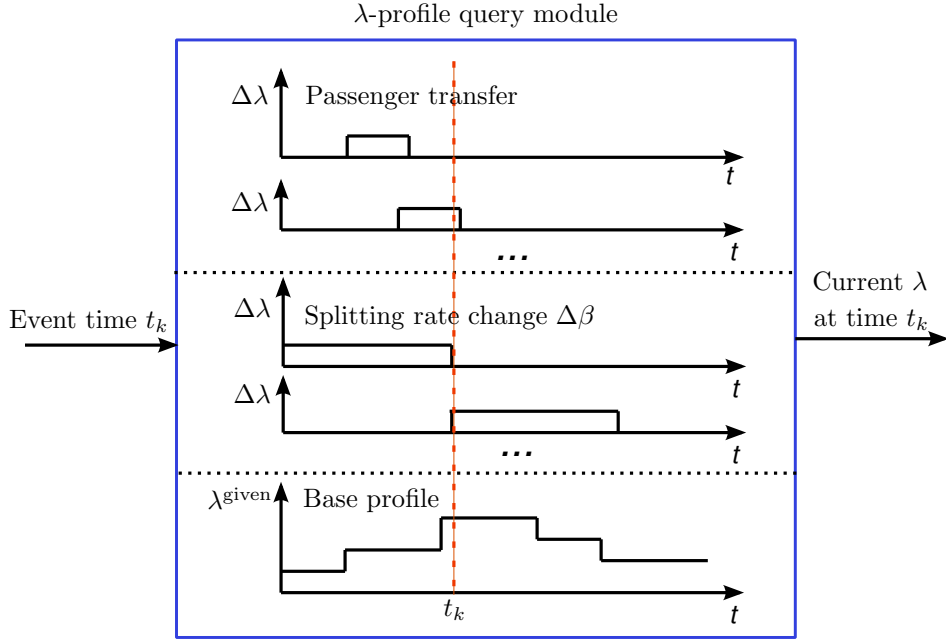 λ-profile query module
Δλ
Passenger transfer
t
Δλ
t
...
Event time t_k
Δλ
Splitting rate change Δβ
t
Δλ
t
...
Current λ
at time t_k
λ^given
Base profile
t_k
t